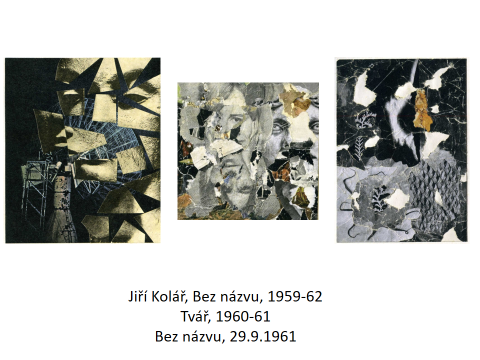 Jiří Kolář, Bez názvu, 1959-62
Tvář, 1960-61
Bez názvu, 29.9.1961